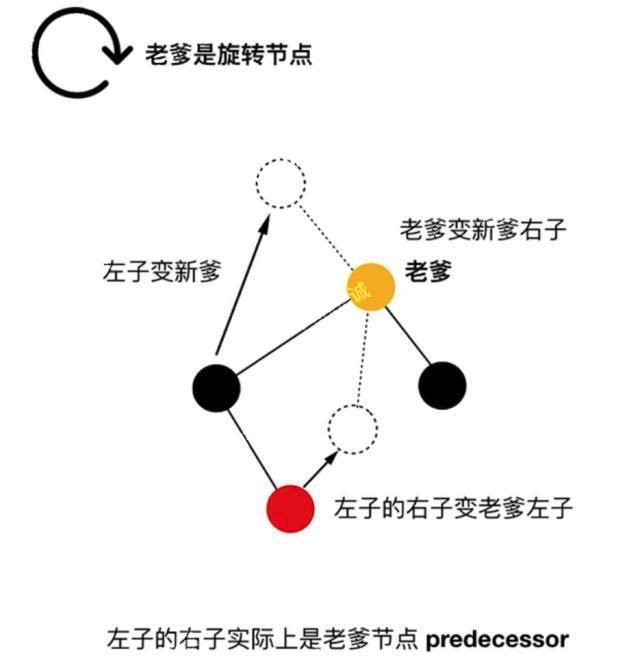 老爹是旋转节点
老爹变新爹右子
左子变新爹
老爹
诚
左子的右子变老爹左子
左子的右子实际上是老爹节点 predecessor